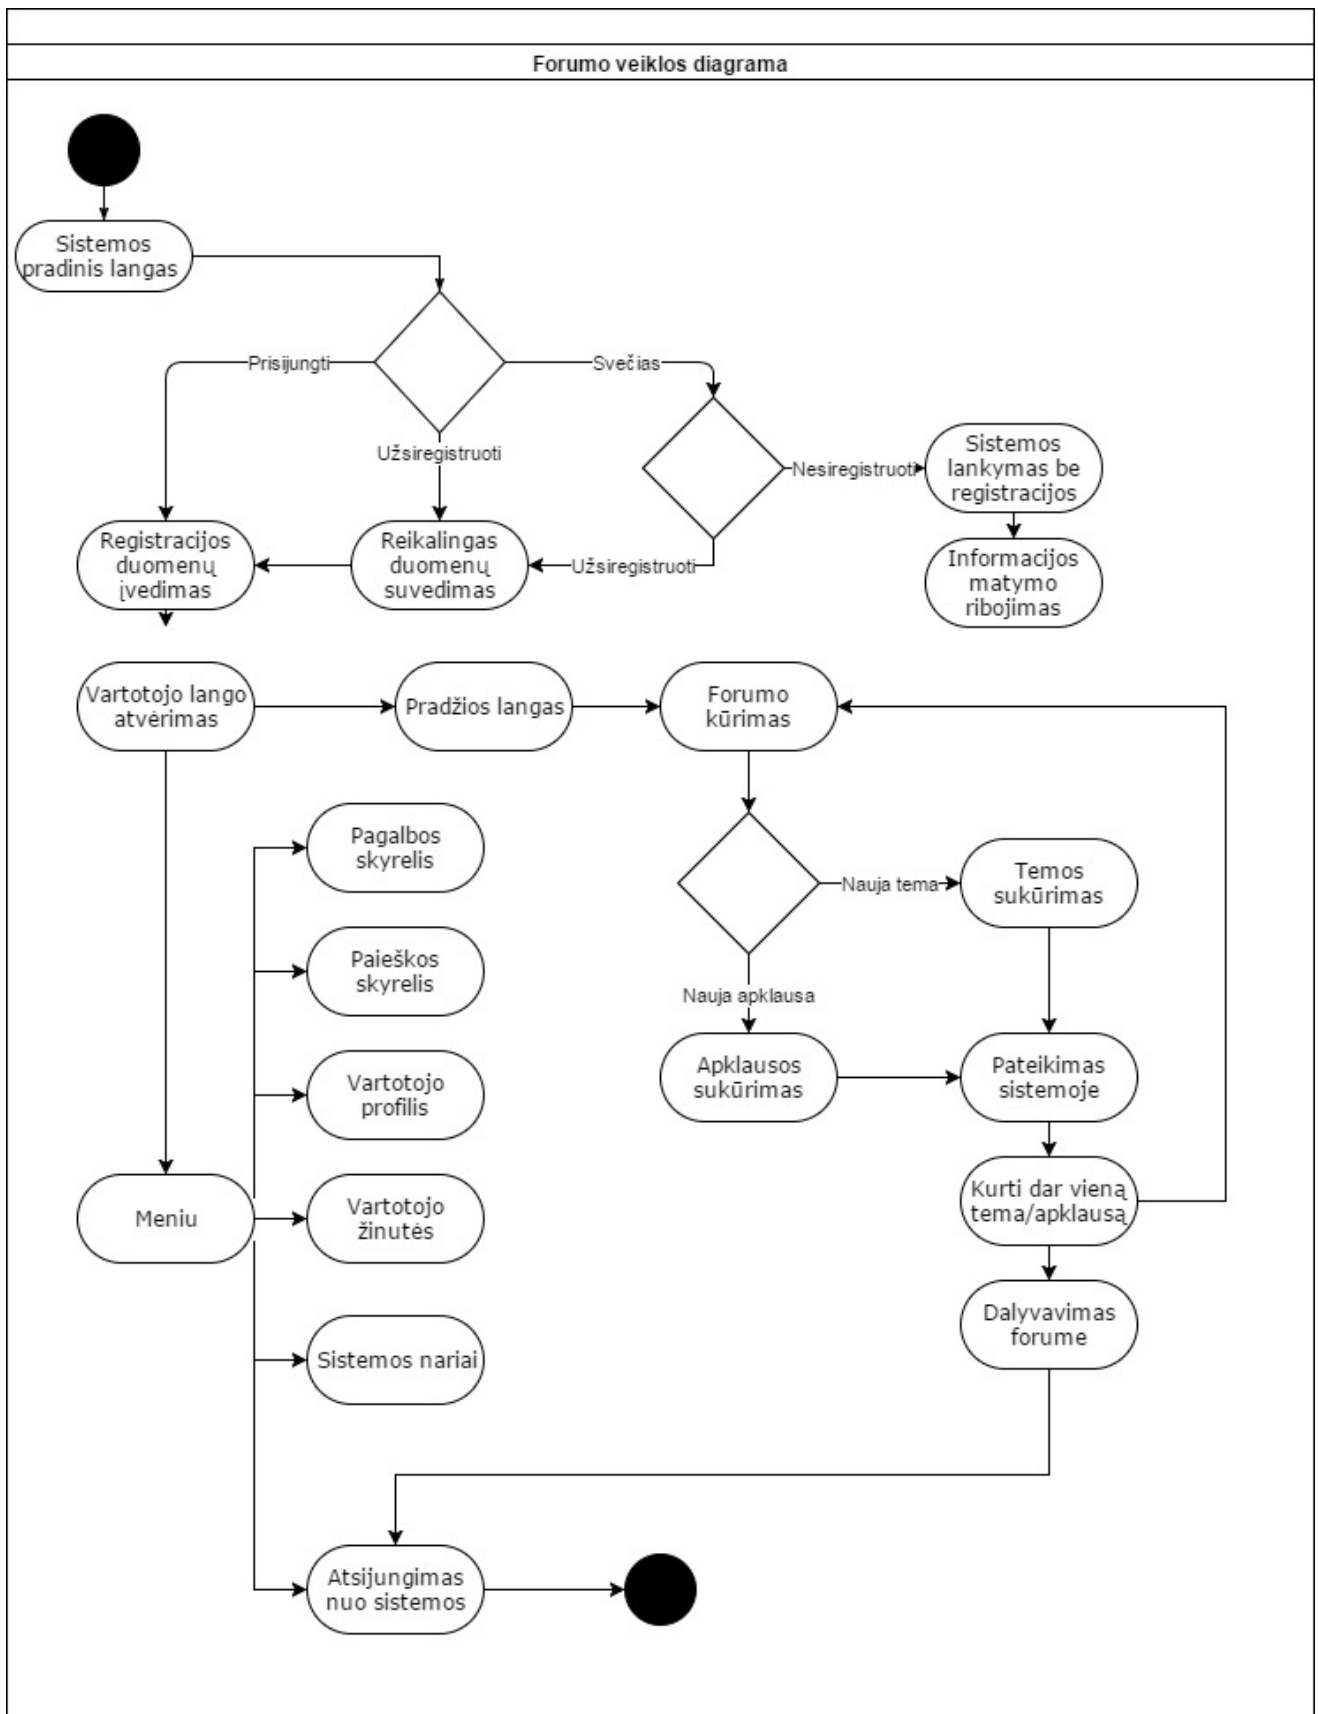 Forumo veiklos diagrama
Sistemos
pradinis langas
Prisijungti
Svečias
Užsiregistruoti
Nesiregistruoti
Sistemos
lankymas be
registracijos
Registracijos
duomenų
įvedimas
Reikalingas
duomenų
suvedimas
Užsiregistruoti
Informacijos
matymo
ribojimas
Vartotojo lango
atvėrimas
Pradžios langas
Forumo
kūrimas
Pagalbos
skyrelis
Nauja tema
Temos
sukūrimas
Paieškos
skyrelis
Nauja apklausa
Vartotojo
profilis
Apklausos
sukūrimas
Pateikimas
sistemoje
Meniu
Vartotojo
žinutės
Kurti dar vieną
tema/apklausą
Dalyvavimas
forume
Sistemos nariai
Atsijungimas
nuo sistemos